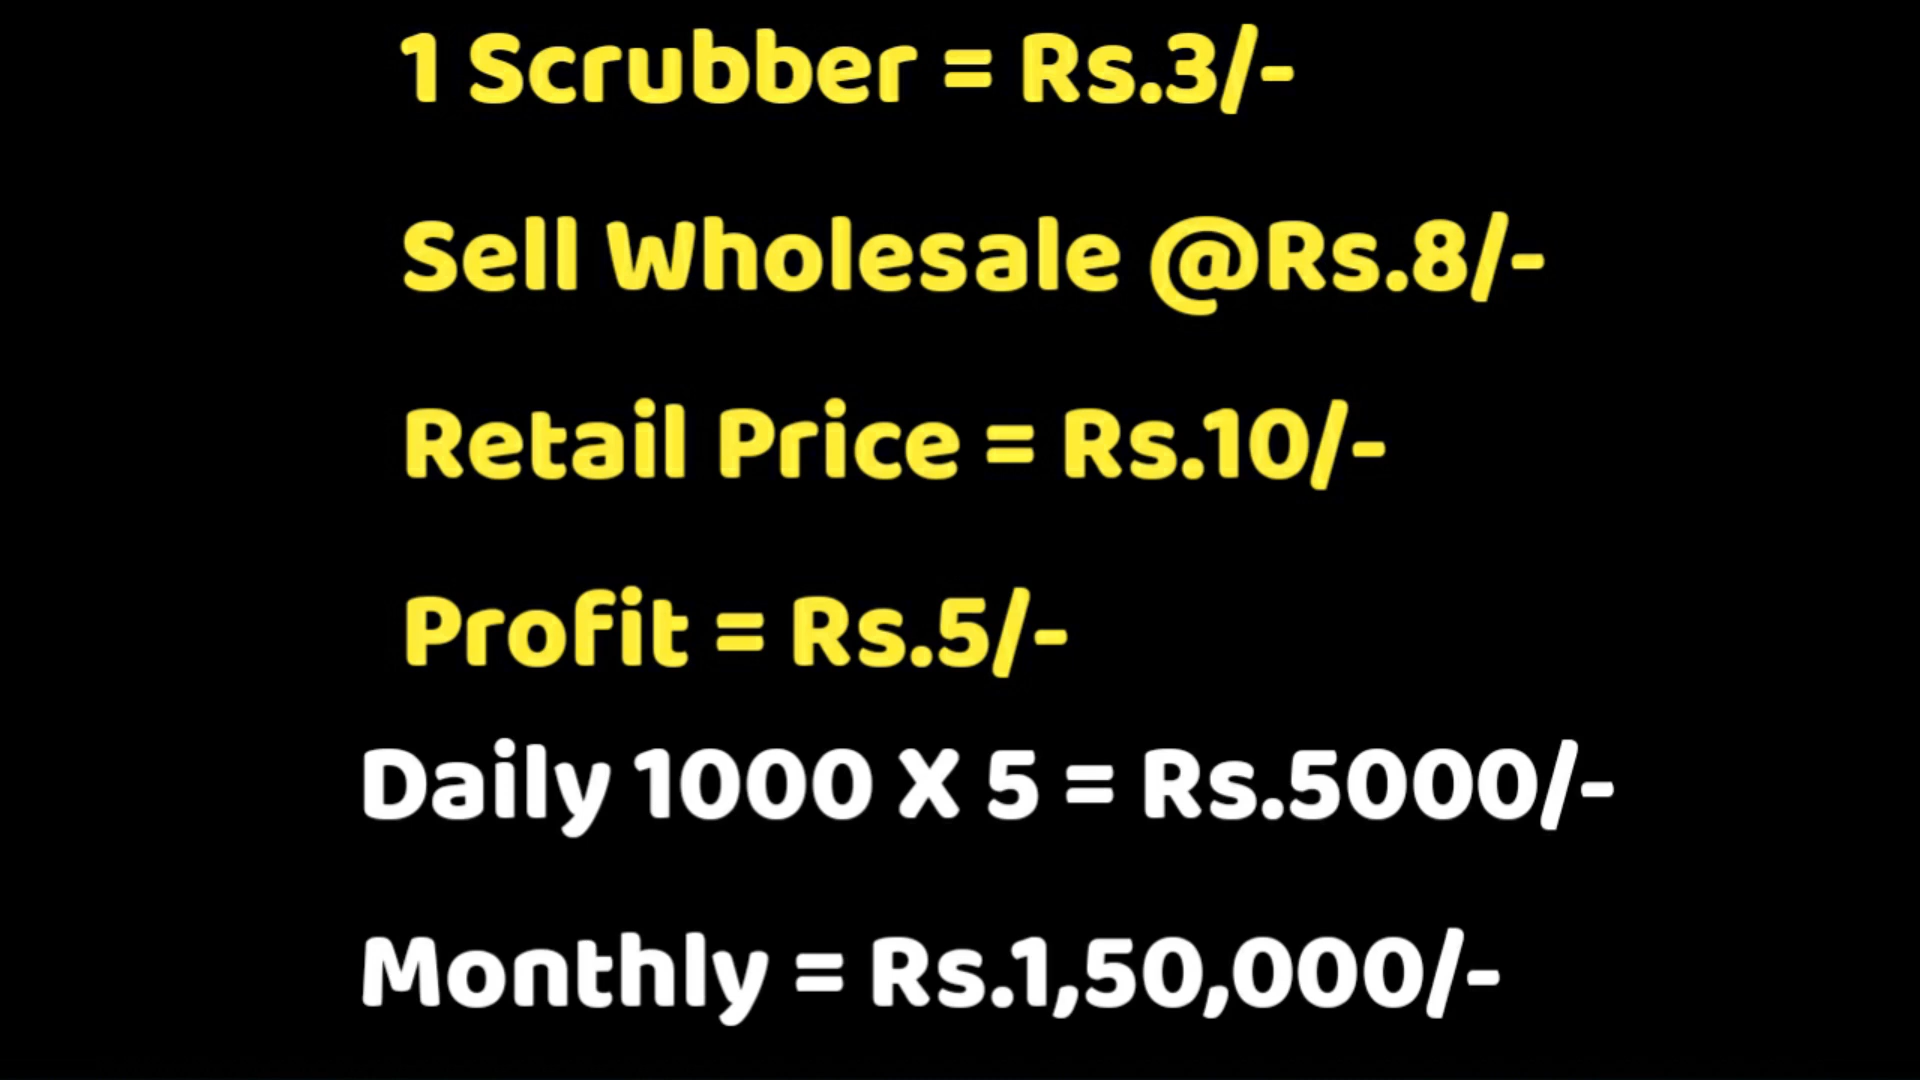 1 Scrubber = Rs.3/-
Sell Wholesale @Rs.8/-
Retail Price = Rs.10/-
Profit = Rs.5/-
Daily 1000 X 5 = Rs.5000/-
Monthly = Rs.1,50,000/-